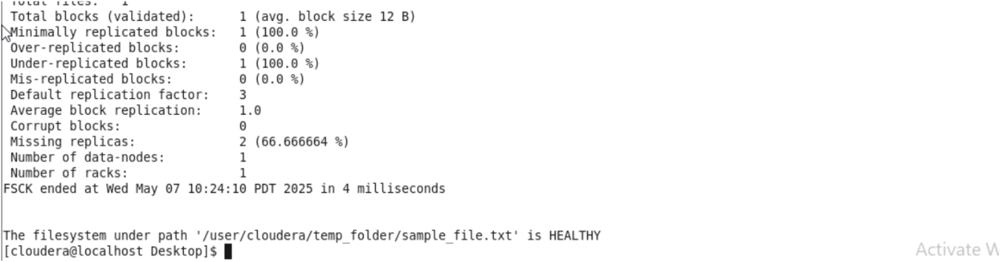 Total files: 1
Total blocks (validated): 1 (avg. block size 12 B)
Minimally replicated blocks: 1 (100.0 %)
Over-replicated blocks: 0 (0.0 %)
Under-replicated blocks: 1 (100.0 %)
Mis-replicated blocks: 0 (0.0 %)
Default replication factor: 3
Average block replication: 1.0
Corrupt blocks: 0
Missing replicas: 2 (66.666664 %)
Number of data-nodes: 1
Number of racks: 1
FSCK ended at Wed May 07 10:24:10 PDT 2025 in 4 milliseconds
The filesystem under path '/user/cloudera/temp_folder/sample_file.txt' is HEALTHY
[cloudera@localhost Desktop]$
Activate